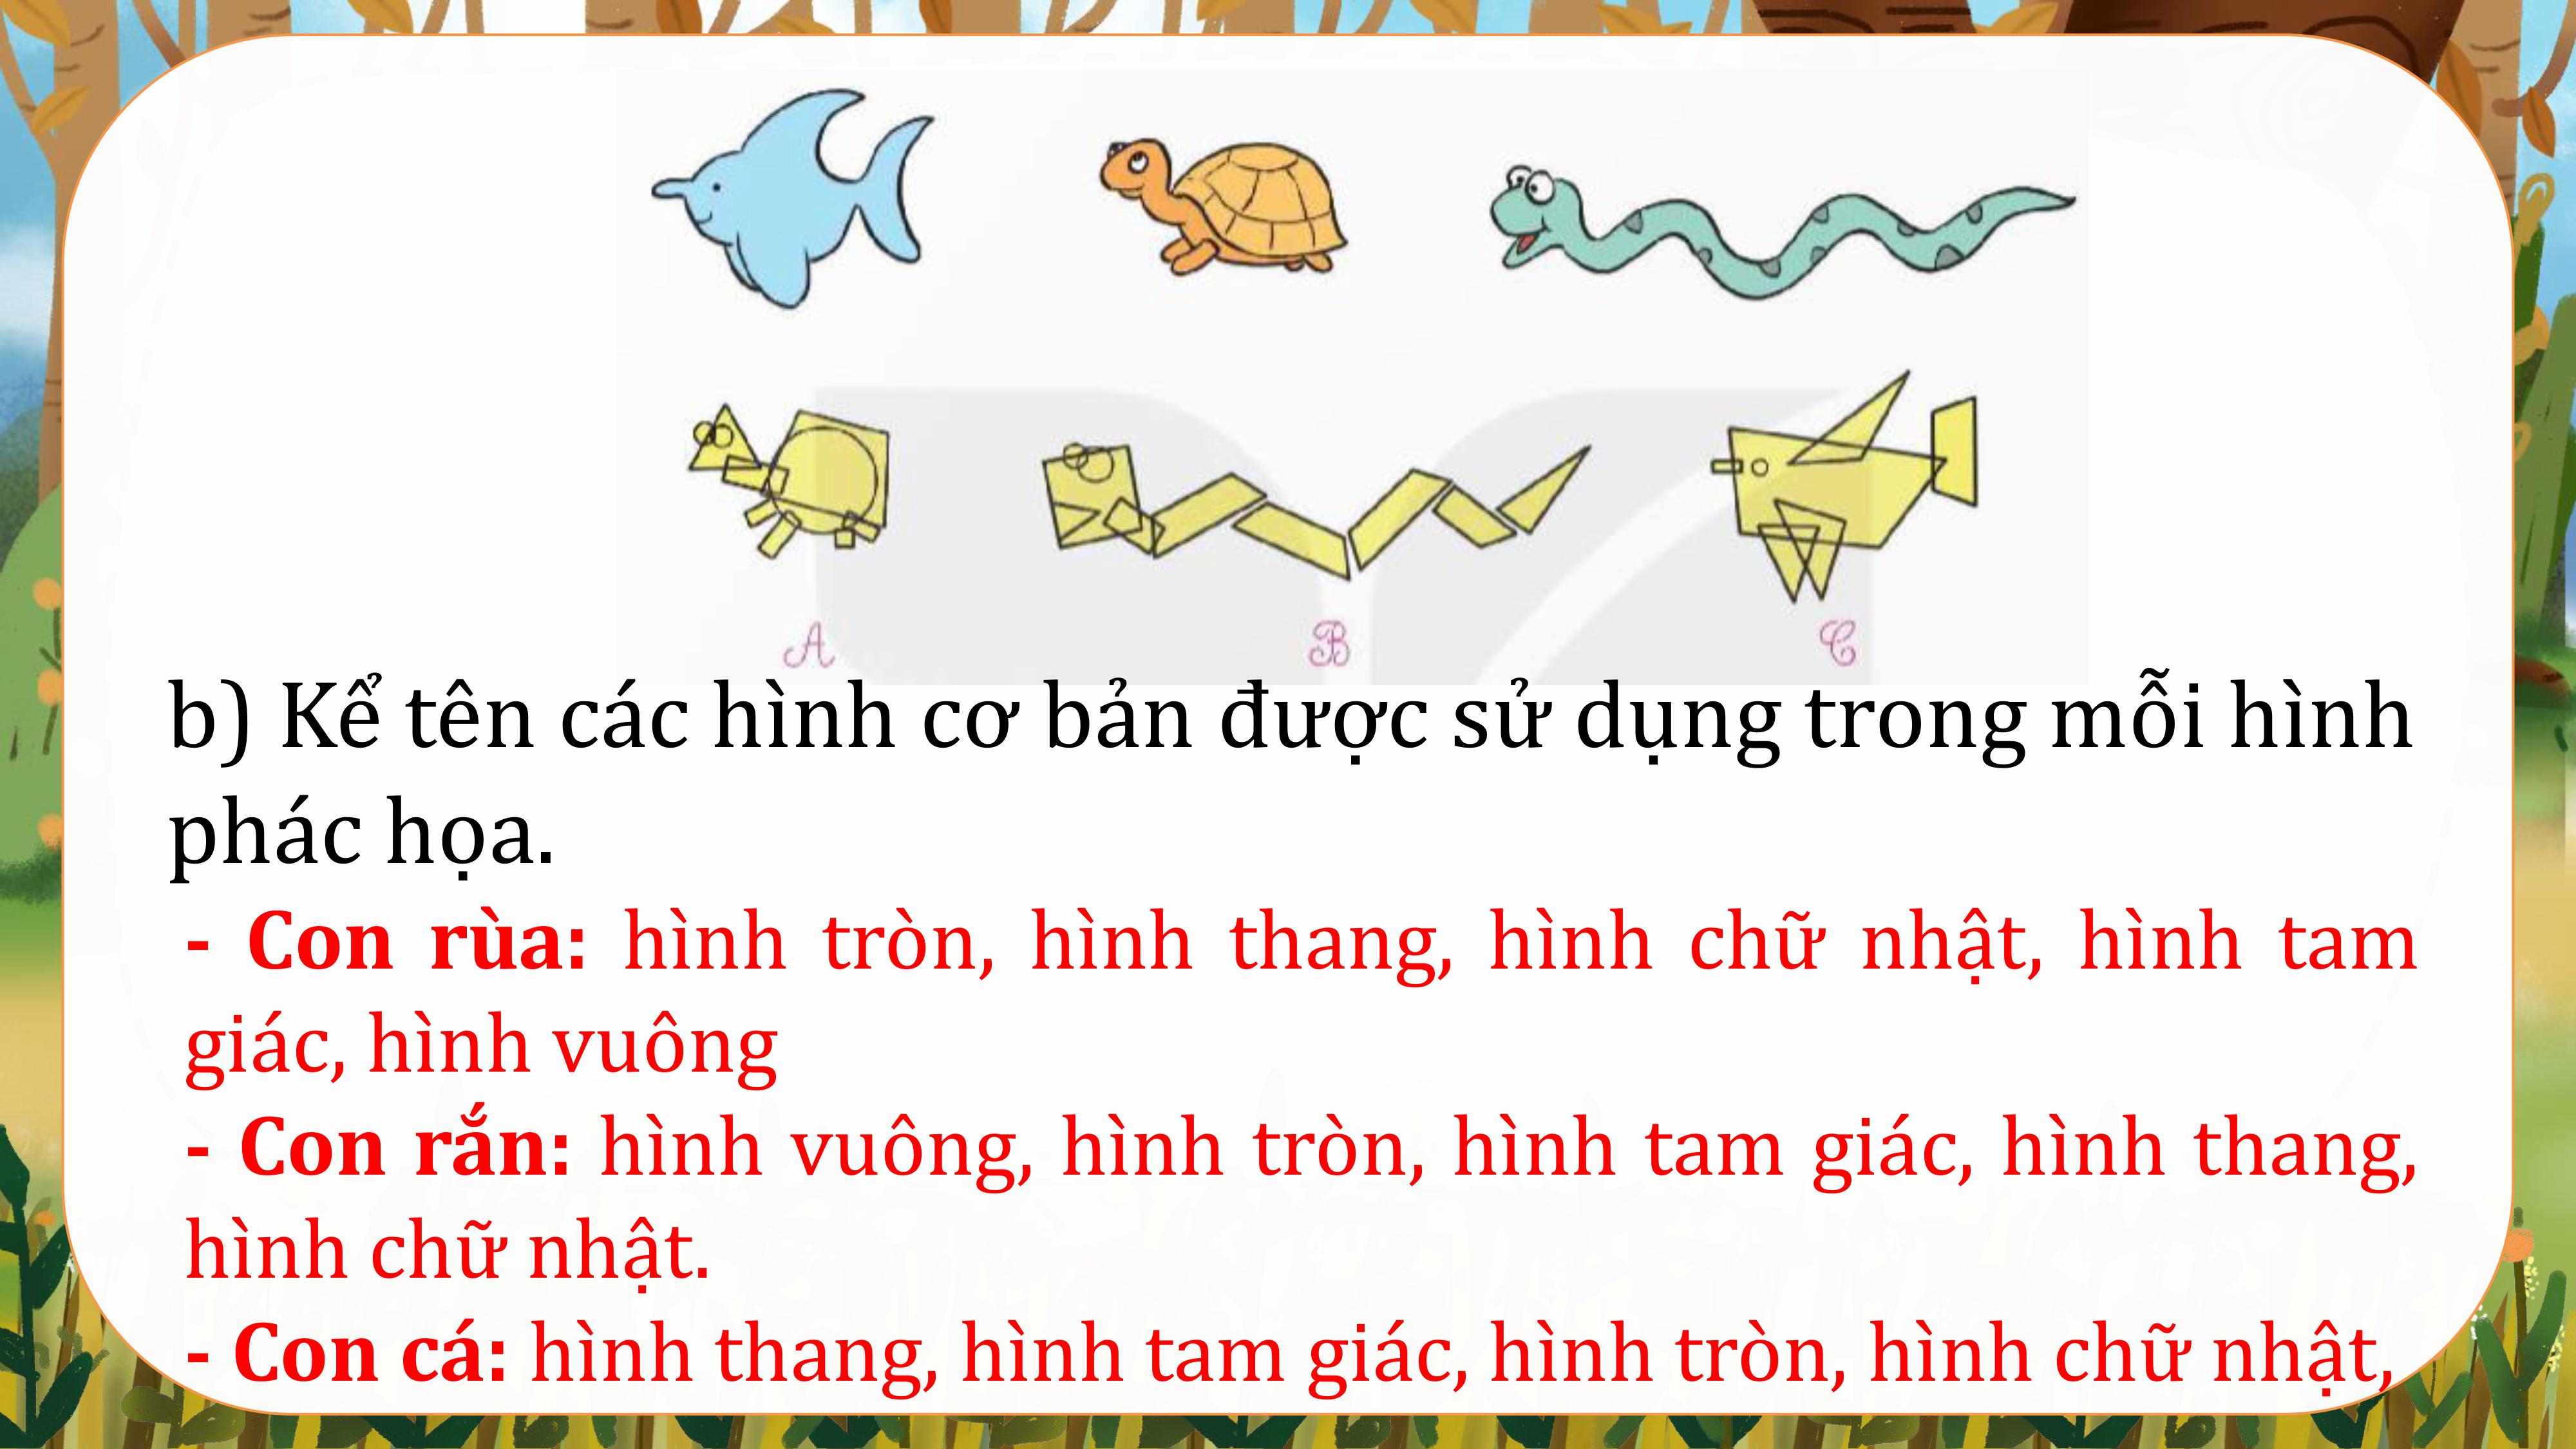 A B C
b) Kể tên các hình cơ bản được sử dụng trong mỗi hình
phác họa.
- Con rùa: hình tròn, hình thang, hình chữ nhật, hình tam
giác, hình vuông
- Con rắn: hình vuông, hình tròn, hình tam giác, hình thang,
hình chữ nhật.
- Con cá: hình thang, hình tam giác, hình tròn, hình chữ nhật,